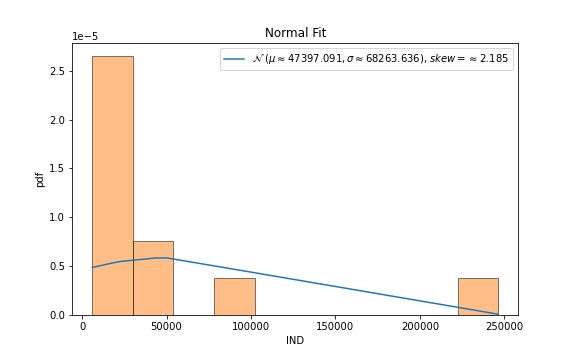 Normal Fit
1e−5
𝒩(μ ≈ 47397.091, σ ≈ 68263.636), skew = ≈ 2.185
2.5
2.0
1.5
1.0
0.5
0.0
pdf
0 50000 100000 150000 200000 250000
IND